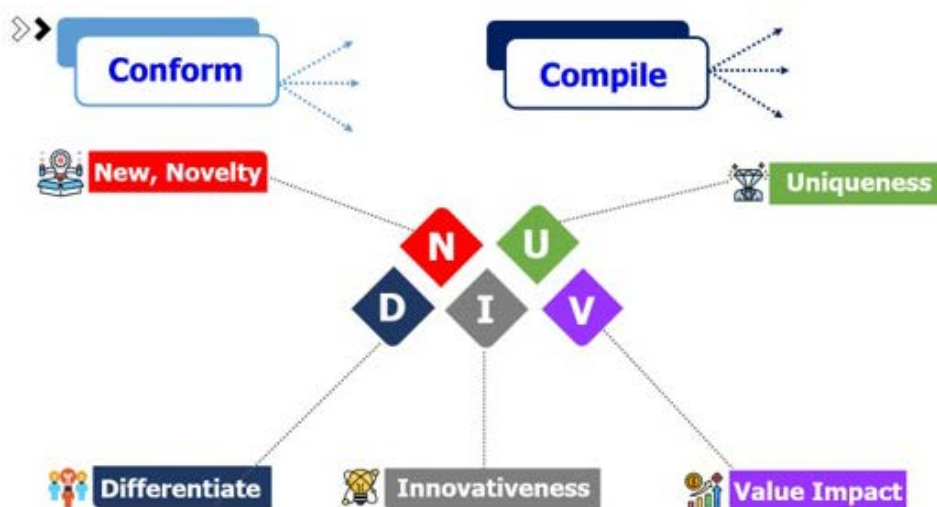 Conform
Compile
New, Novelty
Uniqueness
N
U
D
I
V
Differentiate
Innovativeness
Value Impact